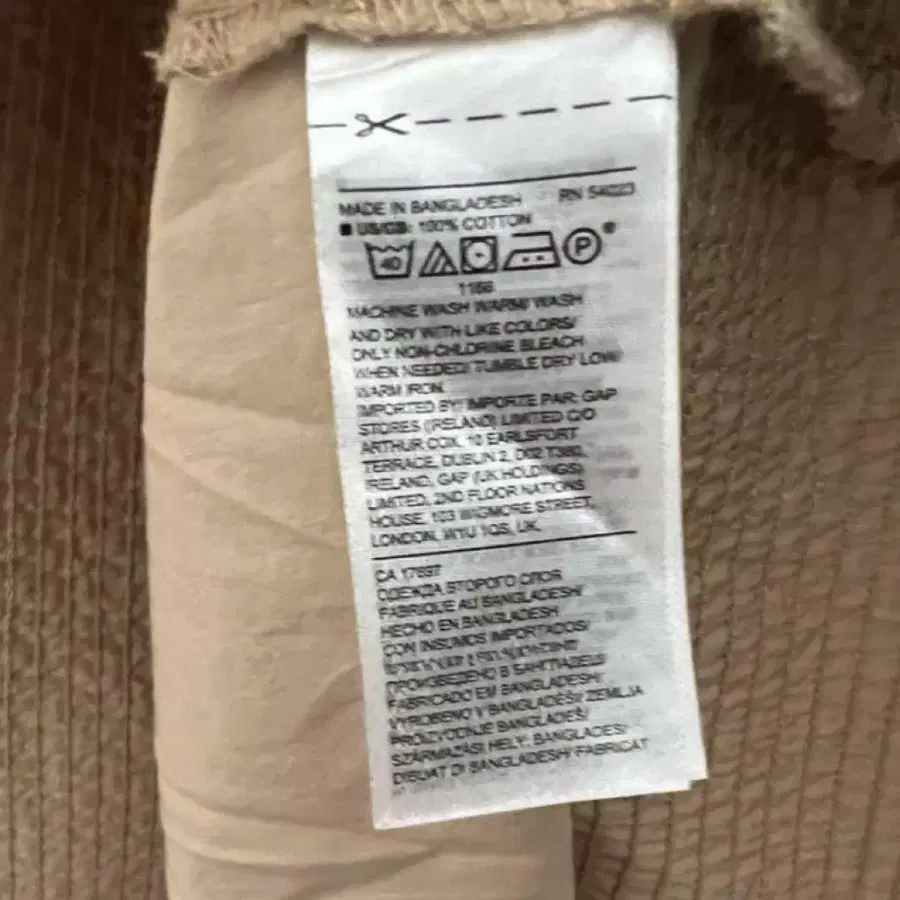 MADE IN BANGLADESH RN 54023
US/GB: 100% COTTON
40 P
1166
MACHINE WASH WARM/ WASH
AND DRY WITH LIKE COLORS/
ONLY NON-CHLORINE BLEACH
WHEN NEEDED/ TUMBLE DRY LOW/
WARM IRON.
IMPORTED BY/ IMPORTE PAR: GAP
STORES (IRELAND) LIMITED C/O
ARTHUR COX, 10 EARLSFORT
TERRACE, DUBLIN 2, D02 T380,
IRELAND, GAP (UK HOLDINGS)
LIMITED, 2ND FLOOR NATIONS
HOUSE, 103 WIGMORE STREET,
LONDON, W1U 1QS, UK.
CA 17897
ОДЕЖДА ВТОРОГО СЛОЯ
FABRIQUE AU BANGLADESH/
HECHO EN BANGLADESH
CON INSUMOS IMPORTADOS/
ПРОИЗВЕДЕНО В БАНГЛАДЕШ/
FABRICADO EM BANGLADESH/
VYROBENO V BANGLADÉŠI/ ZEMLJA
PROIZVODNJE BANGLADEŠ/
SZÁRMAZÁSI HELY: BANGLADES/
DIBUAT DI BANGLADESH/ FABRICAT